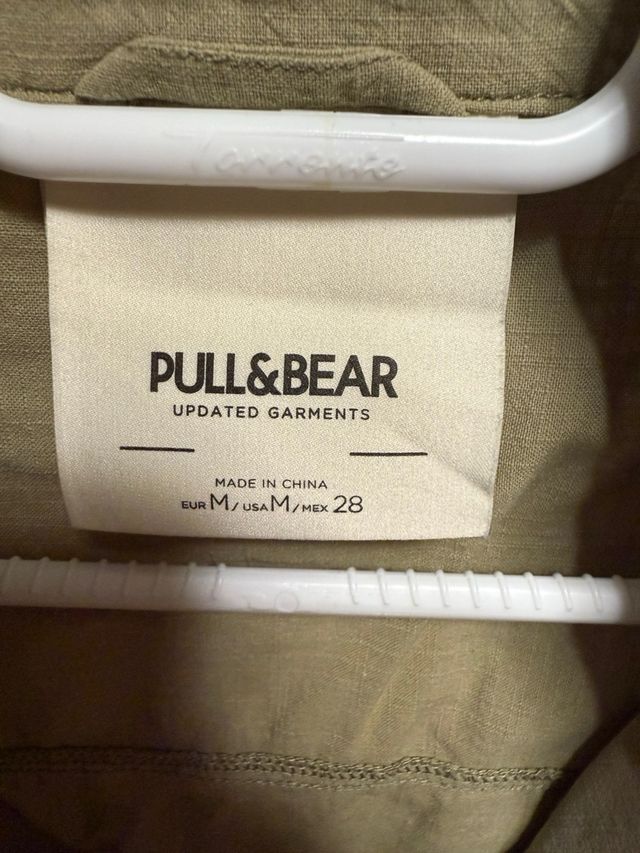 PULL&BEAR
UPDATED GARMENTS
MADE IN CHINA
EUR M/ USA M/ MEX 28